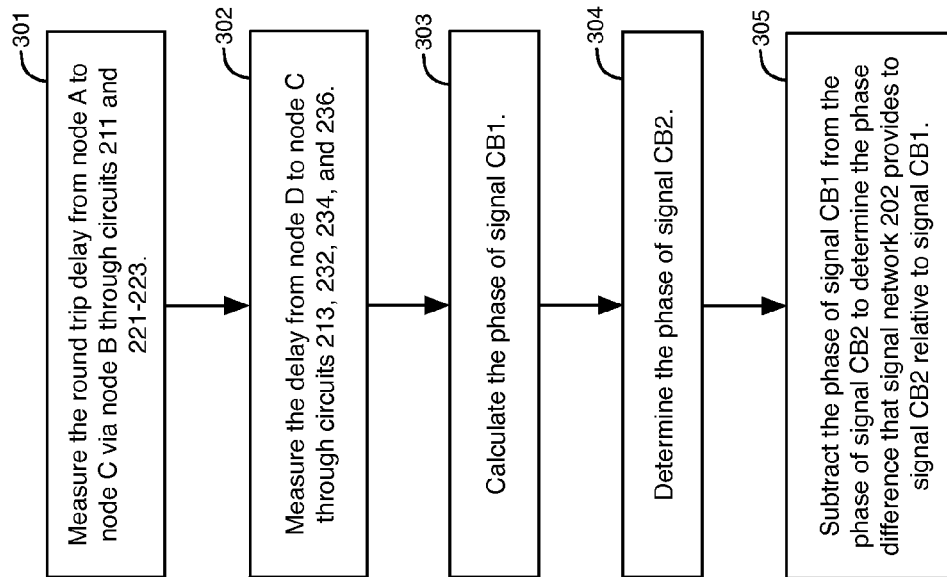 301
Measure the round trip delay from node A to
node C via node B through circuits 211 and
221-223.
302
Measure the delay from node D to node C
through circuits 213, 232, 234, and 236.
303
Calculate the phase of signal CB1.
304
Determine the phase of signal CB2.
305
Subtract the phase of signal CB1 from the
phase of signal CB2 to determine the phase
difference that signal network 202 provides to
signal CB2 relative to signal CB1.